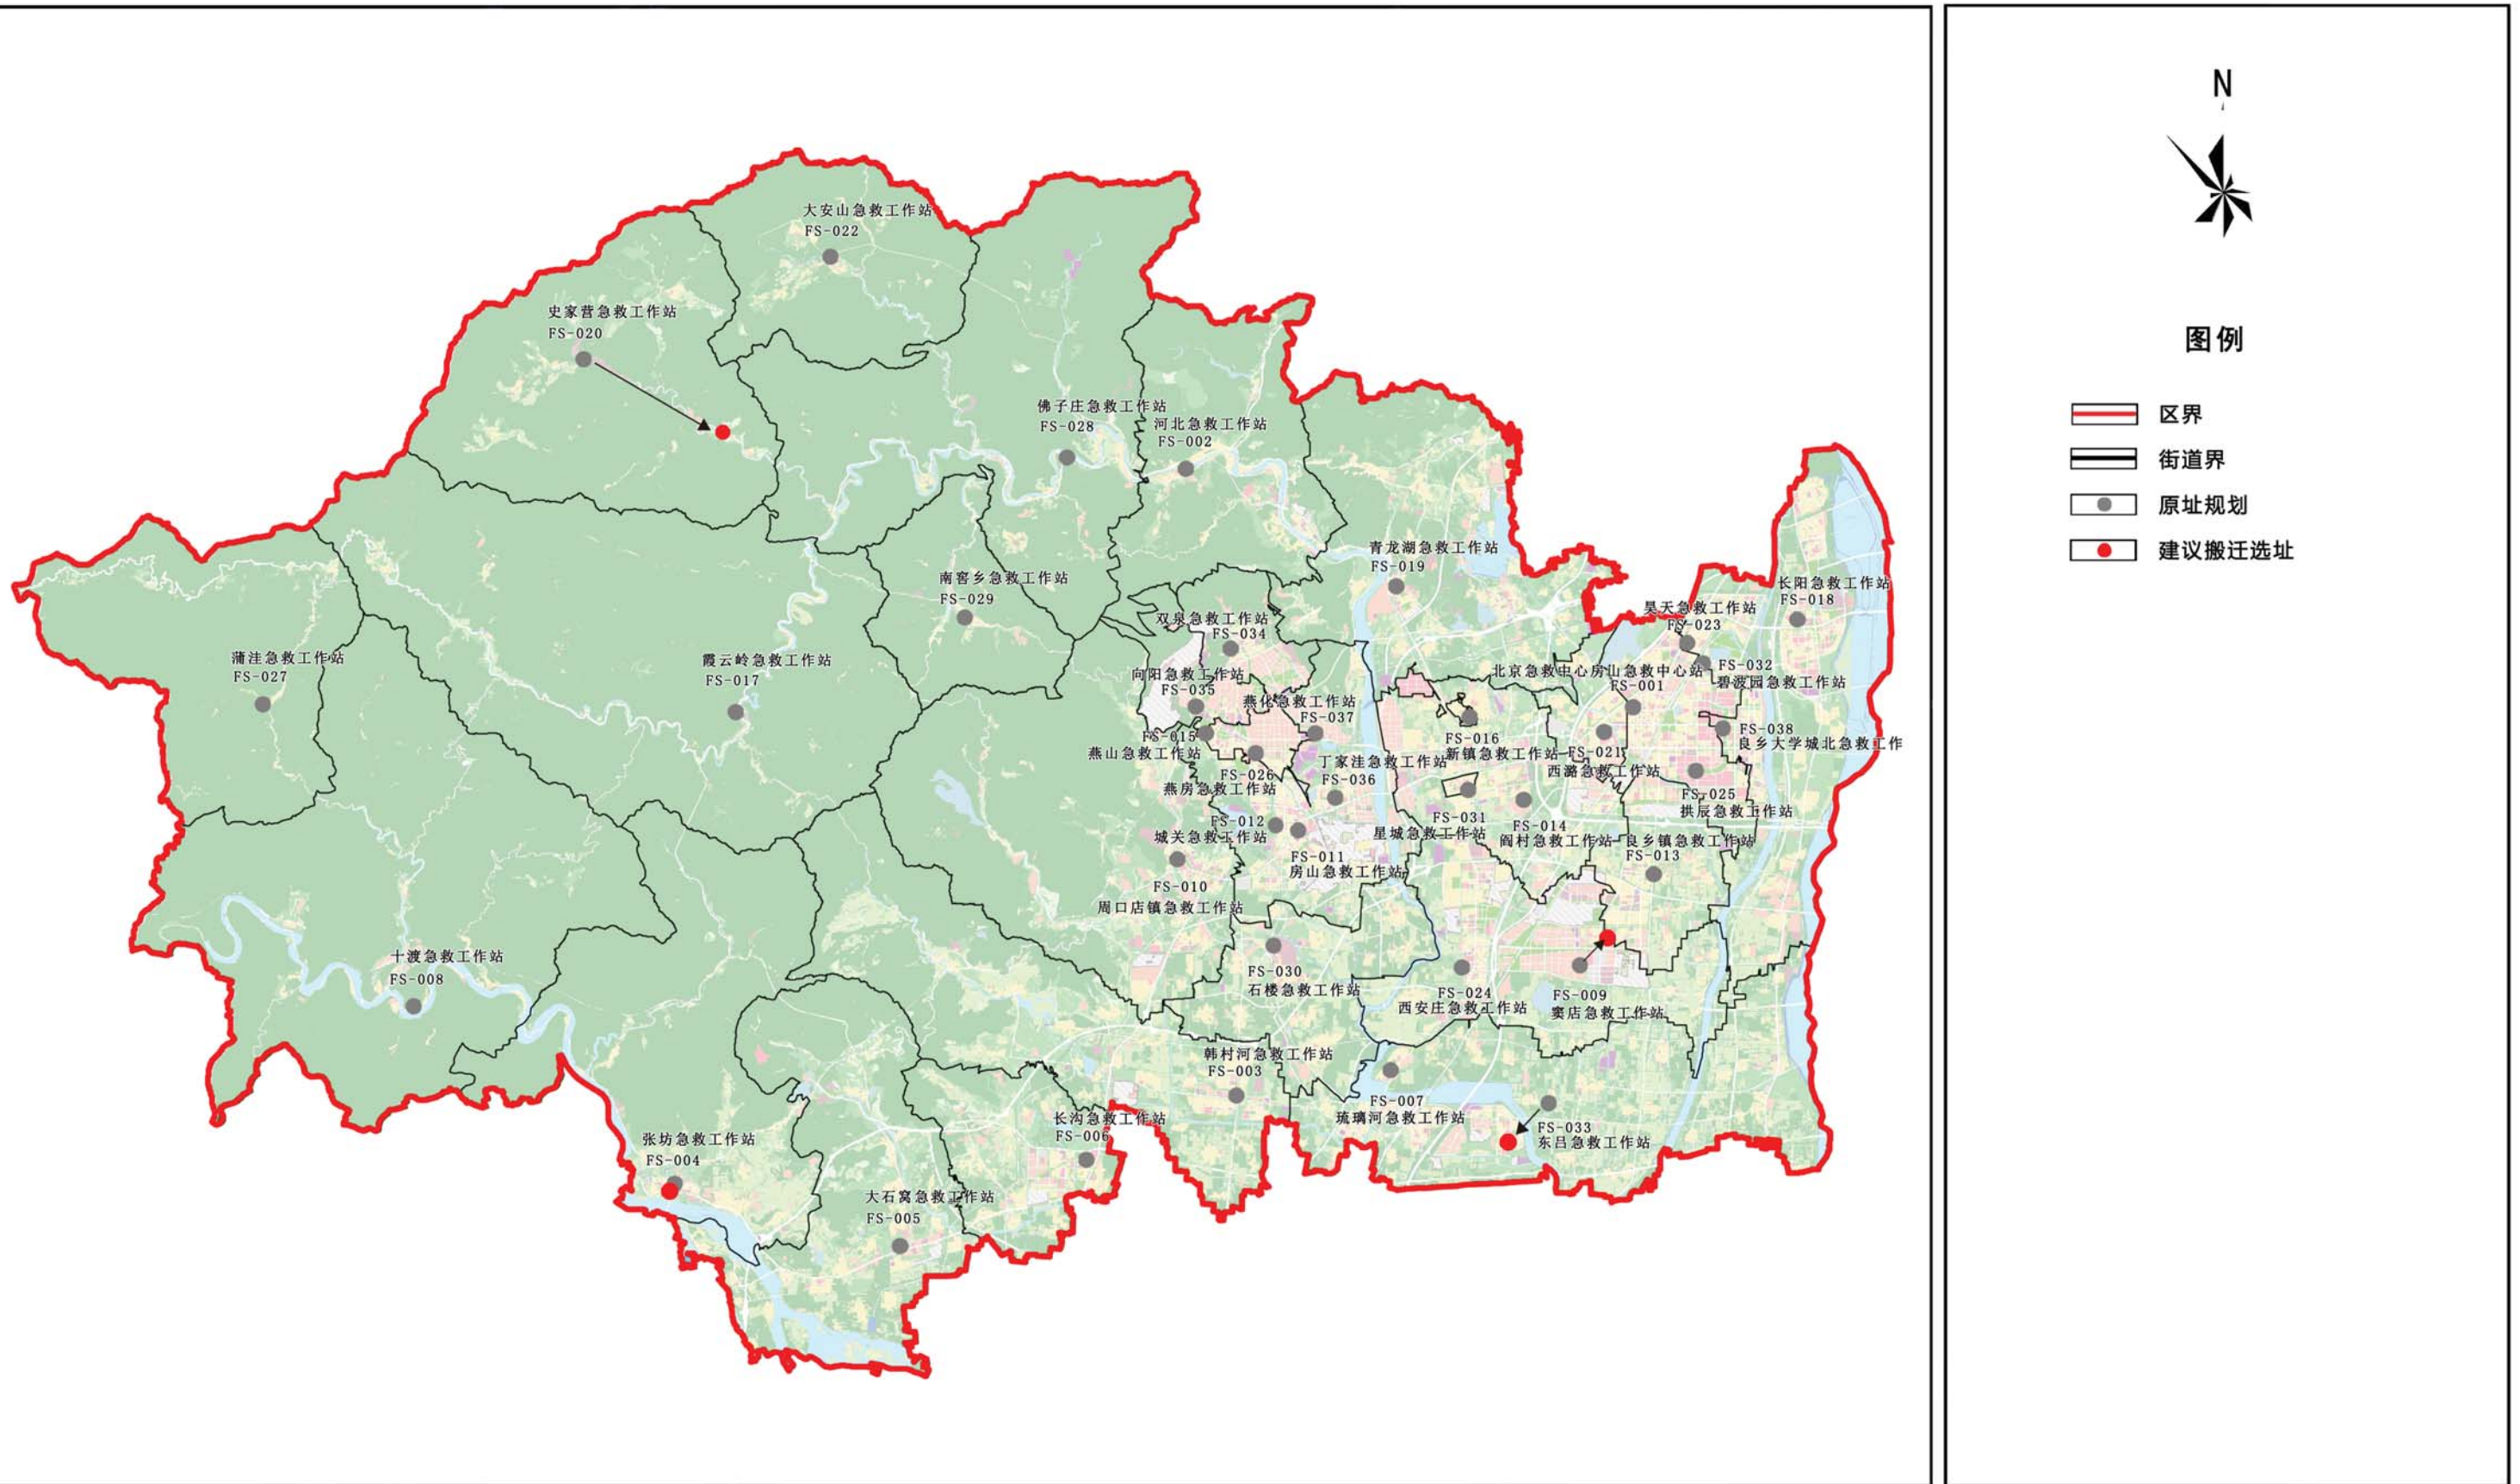 大安山急救工作站
FS-022
史家营急救工作站
FS-020
佛子庄急救工作站
FS-028
河北急救工作站
FS-002
青龙湖急救工作站
FS-019
南窖乡急救工作站
FS-029
长阳急救工作站
FS-018
昊天急救工作站
FS-023
双泉急救工作站
FS-034
蒲洼急救工作站
FS-027
霞云岭急救工作站
FS-017
向阳急救工作站
FS-035
北京急救中心房山急救中心站
FS-001
FS-032
碧波园急救工作站
燕化急救工作站
FS-037
FS-015
燕山急救工作站
FS-016
新镇急救工作站
FS-021
西潞急救工作站
FS-038
良乡大学城北急救工作
FS-026
燕房急救工作站
丁家洼急救工作站
FS-036
FS-025
拱辰急救工作站
FS-012
城关急救工作站
FS-031
星城急救工作站
FS-014
阎村急救工作站
良乡镇急救工作站
FS-013
FS-011
房山急救工作站
FS-010
周口店镇急救工作站
十渡急救工作站
FS-008
FS-030
石楼急救工作站
FS-024
西安庄急救工作站
FS-009
窦店急救工作站
韩村河急救工作站
FS-003
FS-007
琉璃河急救工作站
长沟急救工作站
FS-006
FS-033
东吕急救工作站
张坊急救工作站
FS-004
大石窝急救工作站
FS-005
N
图例
区界
街道界
原址规划
建议搬迁选址